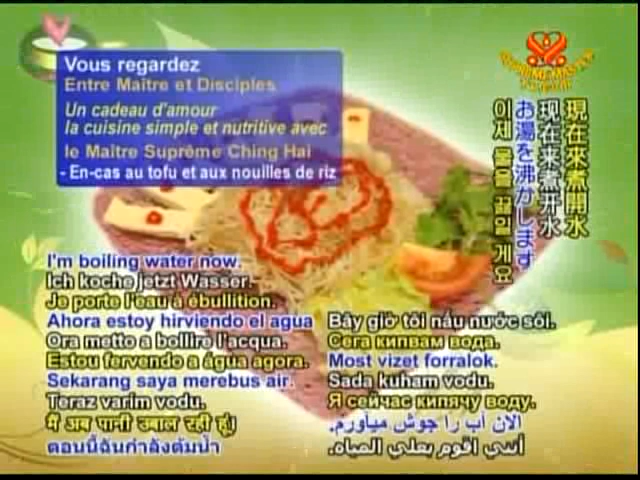 Vous regardez
Entre Maître et Disciples
Un cadeau d'amour
la cuisine simple et nutritive avec
le Maître Suprême Ching Hai
- En-cas au tofu et aux nouilles de riz
SUPREME MASTER
現在來煮開水
现在来煮开水
お湯を沸かします
이제 물을 끓일 게요
I'm boiling water now.
Ich koche jetzt Wasser.
Je porte l'eau à ébullition.
Ahora estoy hirviendo el agua
Ora metto a bollire l'acqua.
Estou fervendo a água agora.
Sekarang saya merebus air.
Teraz varim vodu.
मैं अब पानी उबाल रही हूं।
ตอนนี้ฉันกำลังต้มน้ำ
Bây giờ tôi nấu nước sôi.
Сега кипвам вода.
Most vizet forralok.
Sada kuham vodu.
Я сейчас кипячу воду.
الان آب را جوش میآورم.
أنني اقوم بغلي المياه.